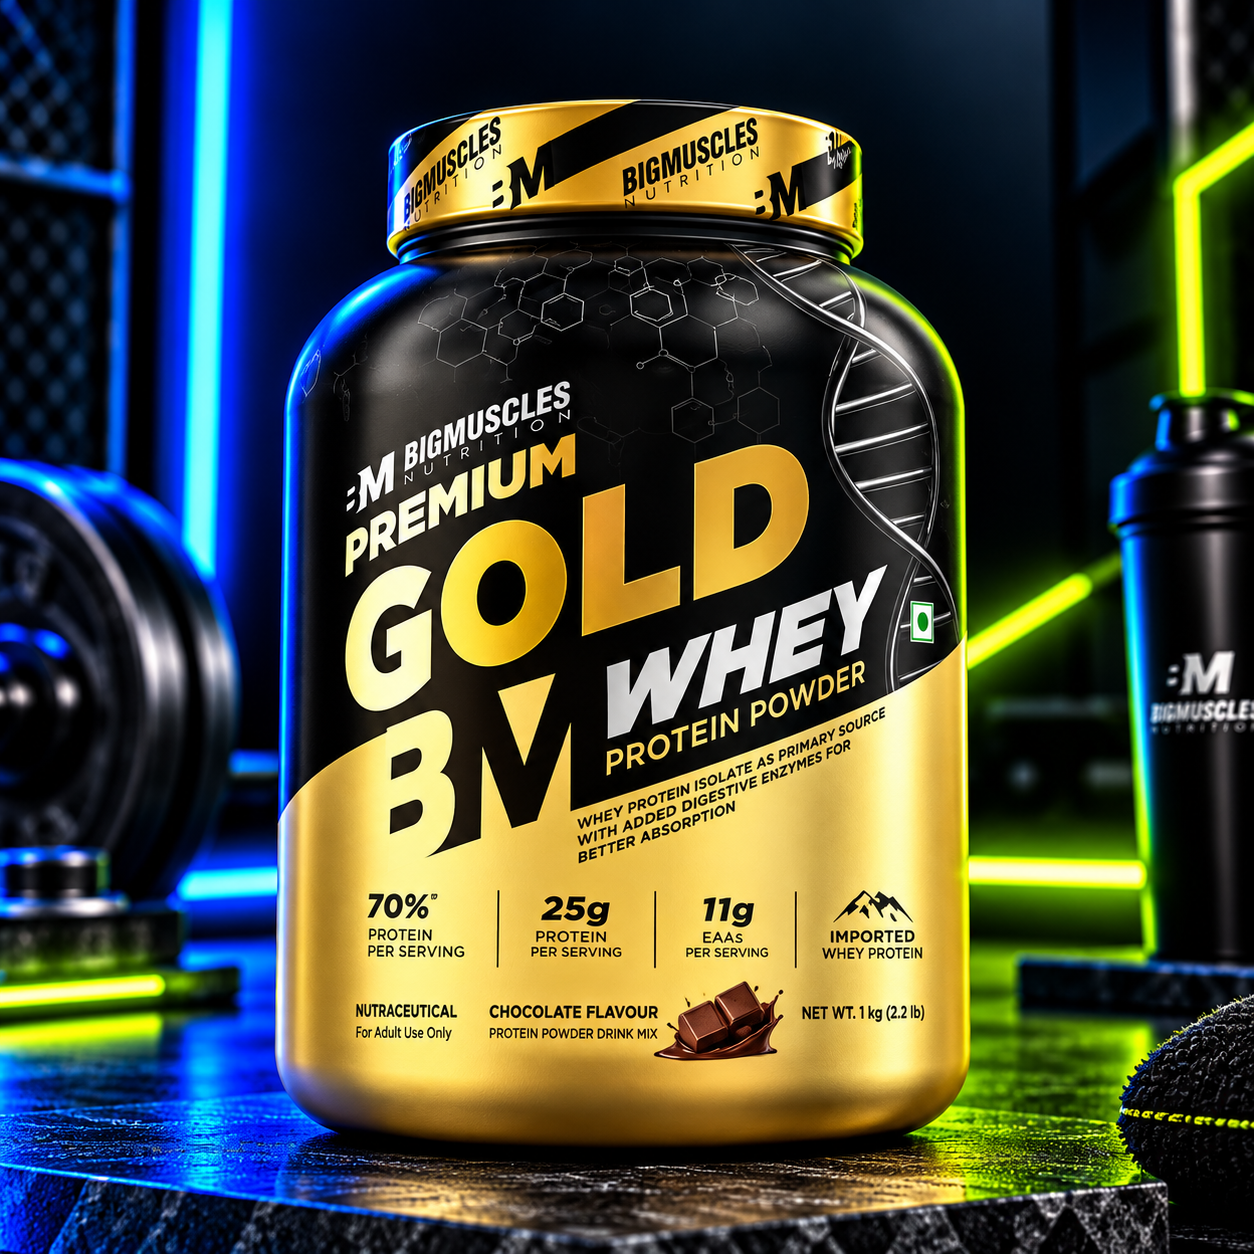 BIGMUSCLES
NUTRITION
BM
BIGMUSCLES
NUTRITION
BM
BM
BIGMUSCLES
NUTRITION
PREMIUM
GOLD
BM
WHEY
PROTEIN POWDER
WHEY PROTEIN ISOLATE AS PRIMARY SOURCE
WITH ADDED DIGESTIVE ENZYMES FOR
BETTER ABSORPTION
70%
PROTEIN
PER SERVING
25g
PROTEIN
PER SERVING
11g
EAAs
PER SERVING
IMPORTED
WHEY PROTEIN
NUTRACEUTICAL
For Adult Use Only
CHOCOLATE FLAVOUR
PROTEIN POWDER DRINK MIX
NET WT. 1 kg (2.2 lb)
BM
BIGMUSCLES
NUTRITION